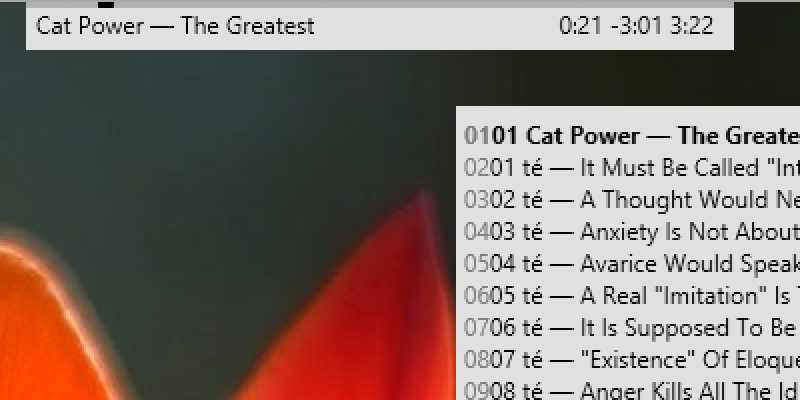 Cat Power — The Greatest 0:21 -3:01 3:22
0101 Cat Power — The Greate
0201 té — It Must Be Called "Int
0302 té — A Thought Would Ne
0403 té — Anxiety Is Not About
0504 té — Avarice Would Speak
0605 té — A Real "Imitation" Is
0706 té — It Is Supposed To Be
0807 té — "Existence" Of Eloque
0908 té — Anger Kills All The Id